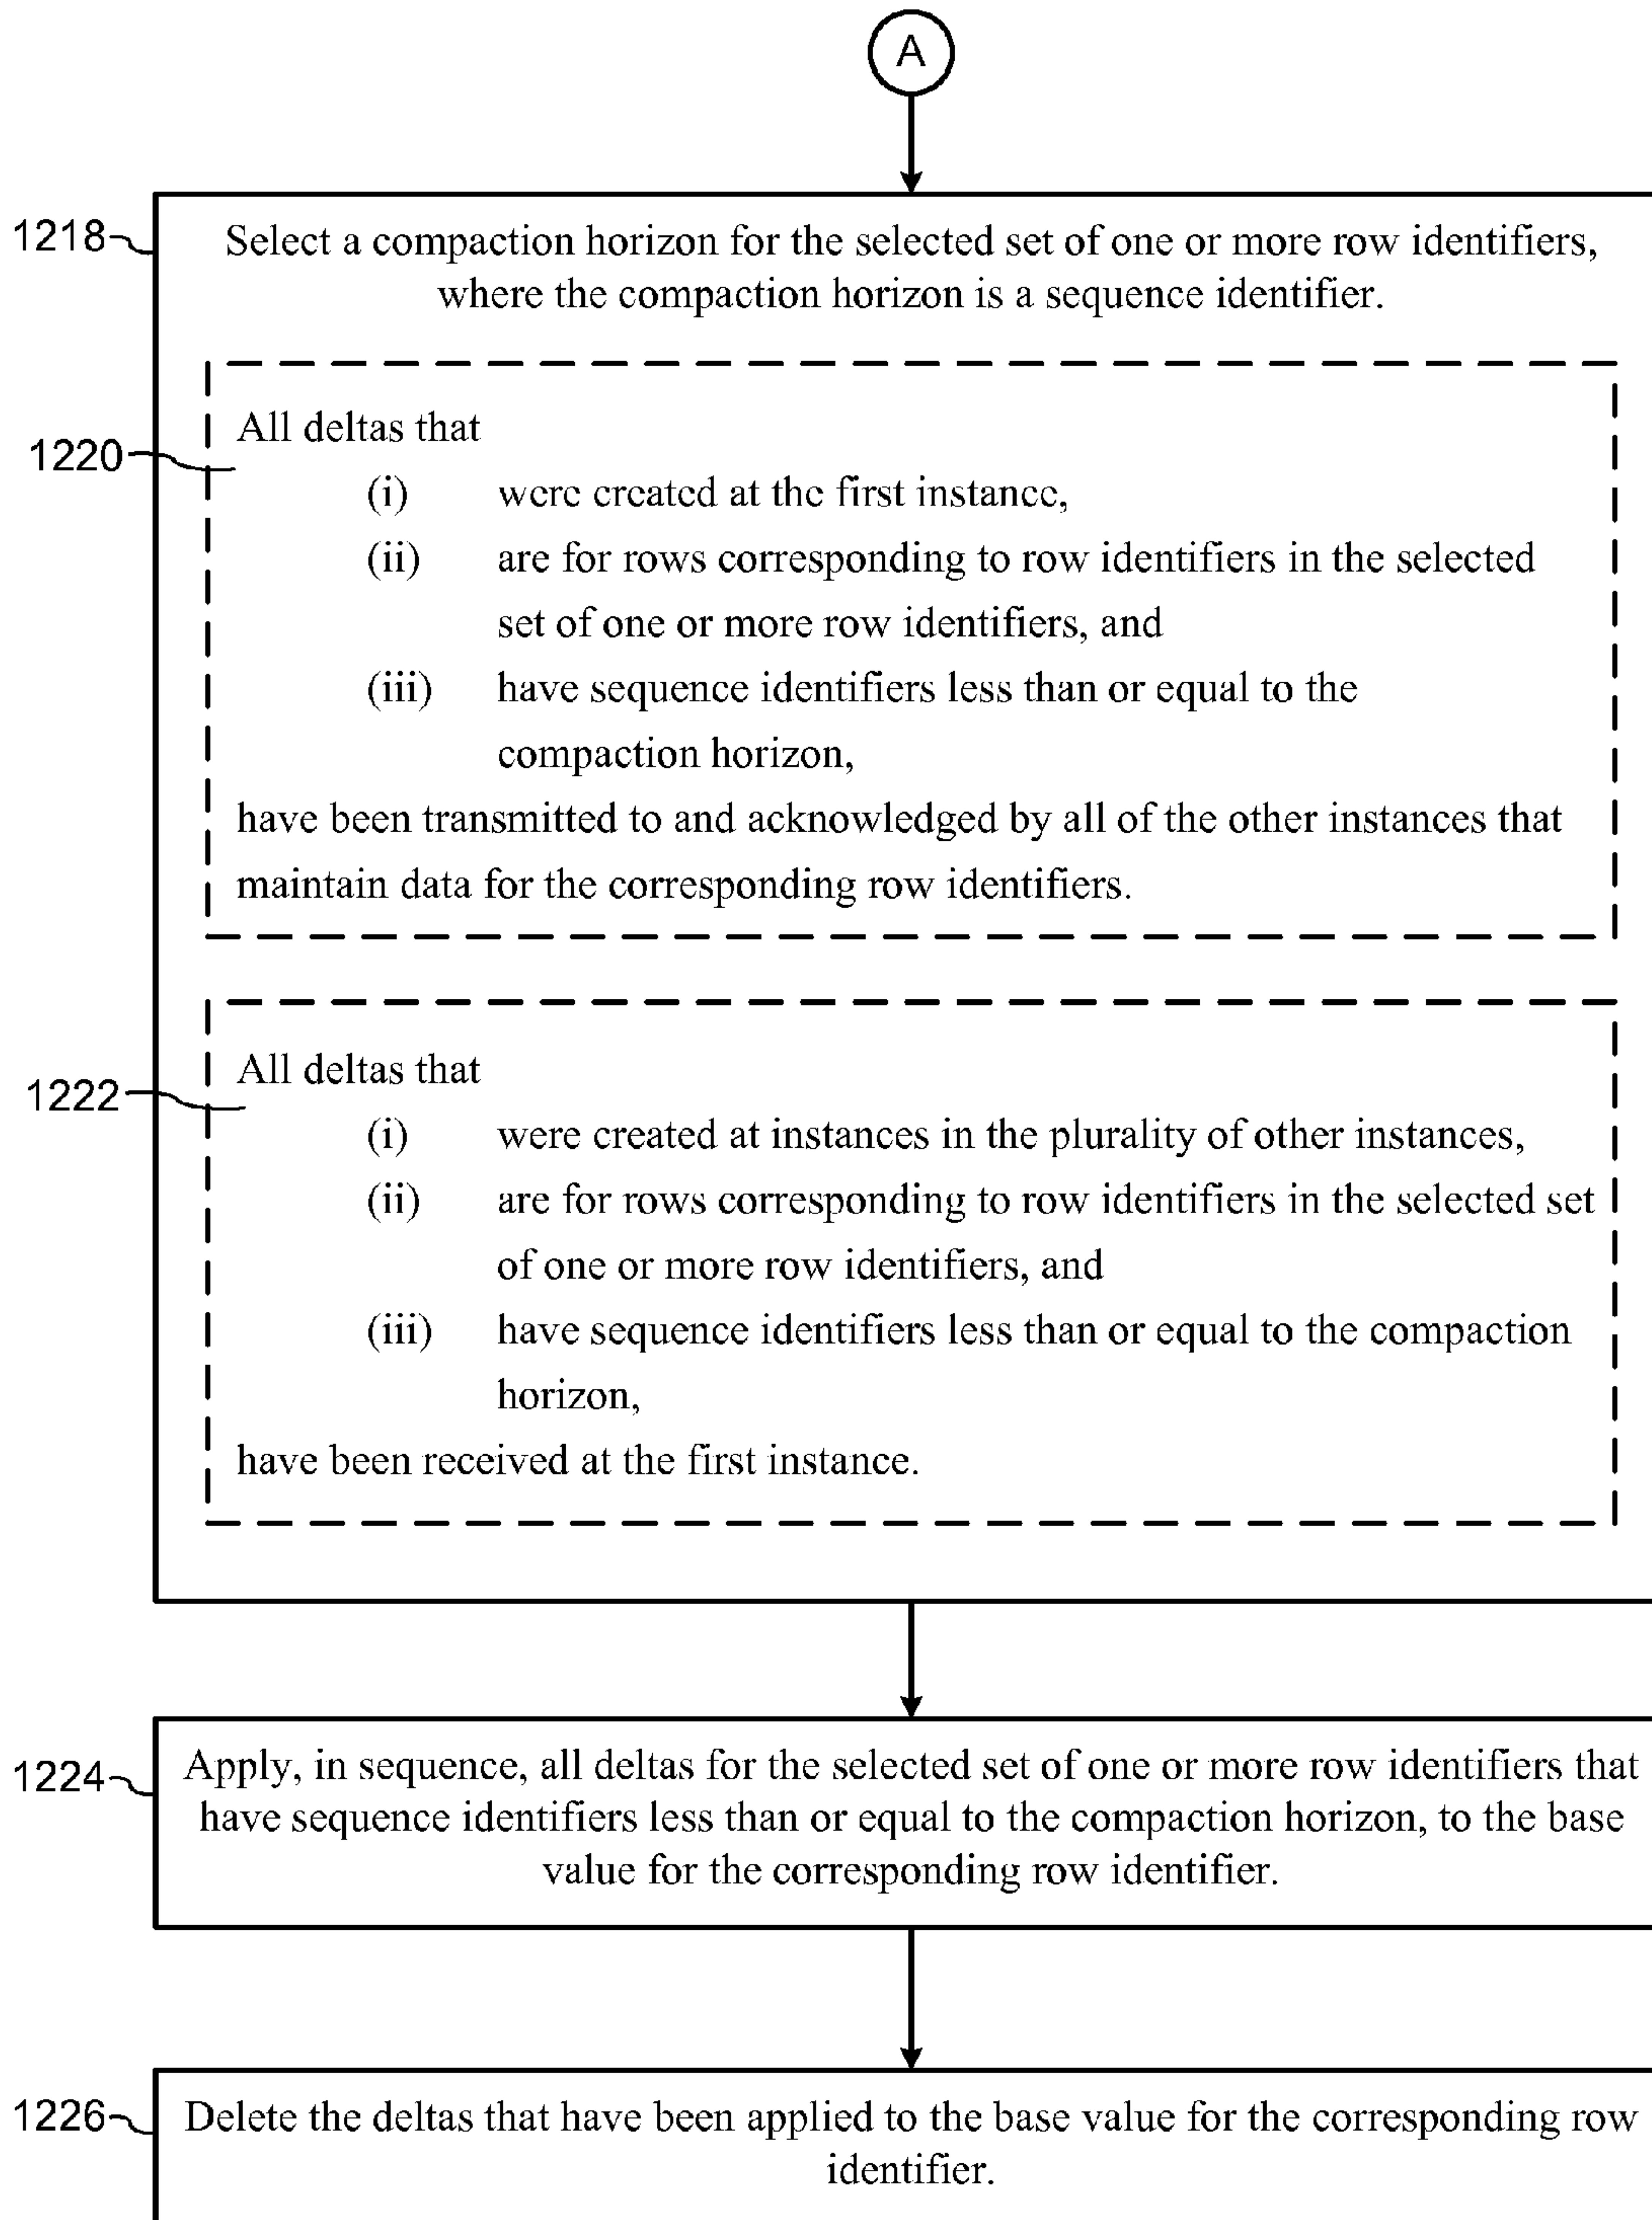 A
1218
Select a compaction horizon for the selected set of one or more row identifiers,
where the compaction horizon is a sequence identifier.
1220
All deltas that
(i) were created at the first instance,
(ii) are for rows corresponding to row identifiers in the selected
set of one or more row identifiers, and
(iii) have sequence identifiers less than or equal to the
compaction horizon,
have been transmitted to and acknowledged by all of the other instances that
maintain data for the corresponding row identifiers.
1222
All deltas that
(i) were created at instances in the plurality of other instances,
(ii) are for rows corresponding to row identifiers in the selected set
of one or more row identifiers, and
(iii) have sequence identifiers less than or equal to the compaction
horizon,
have been received at the first instance.
1224
Apply, in sequence, all deltas for the selected set of one or more row identifiers that
have sequence identifiers less than or equal to the compaction horizon, to the base
value for the corresponding row identifier.
1226
Delete the deltas that have been applied to the base value for the corresponding row
identifier.